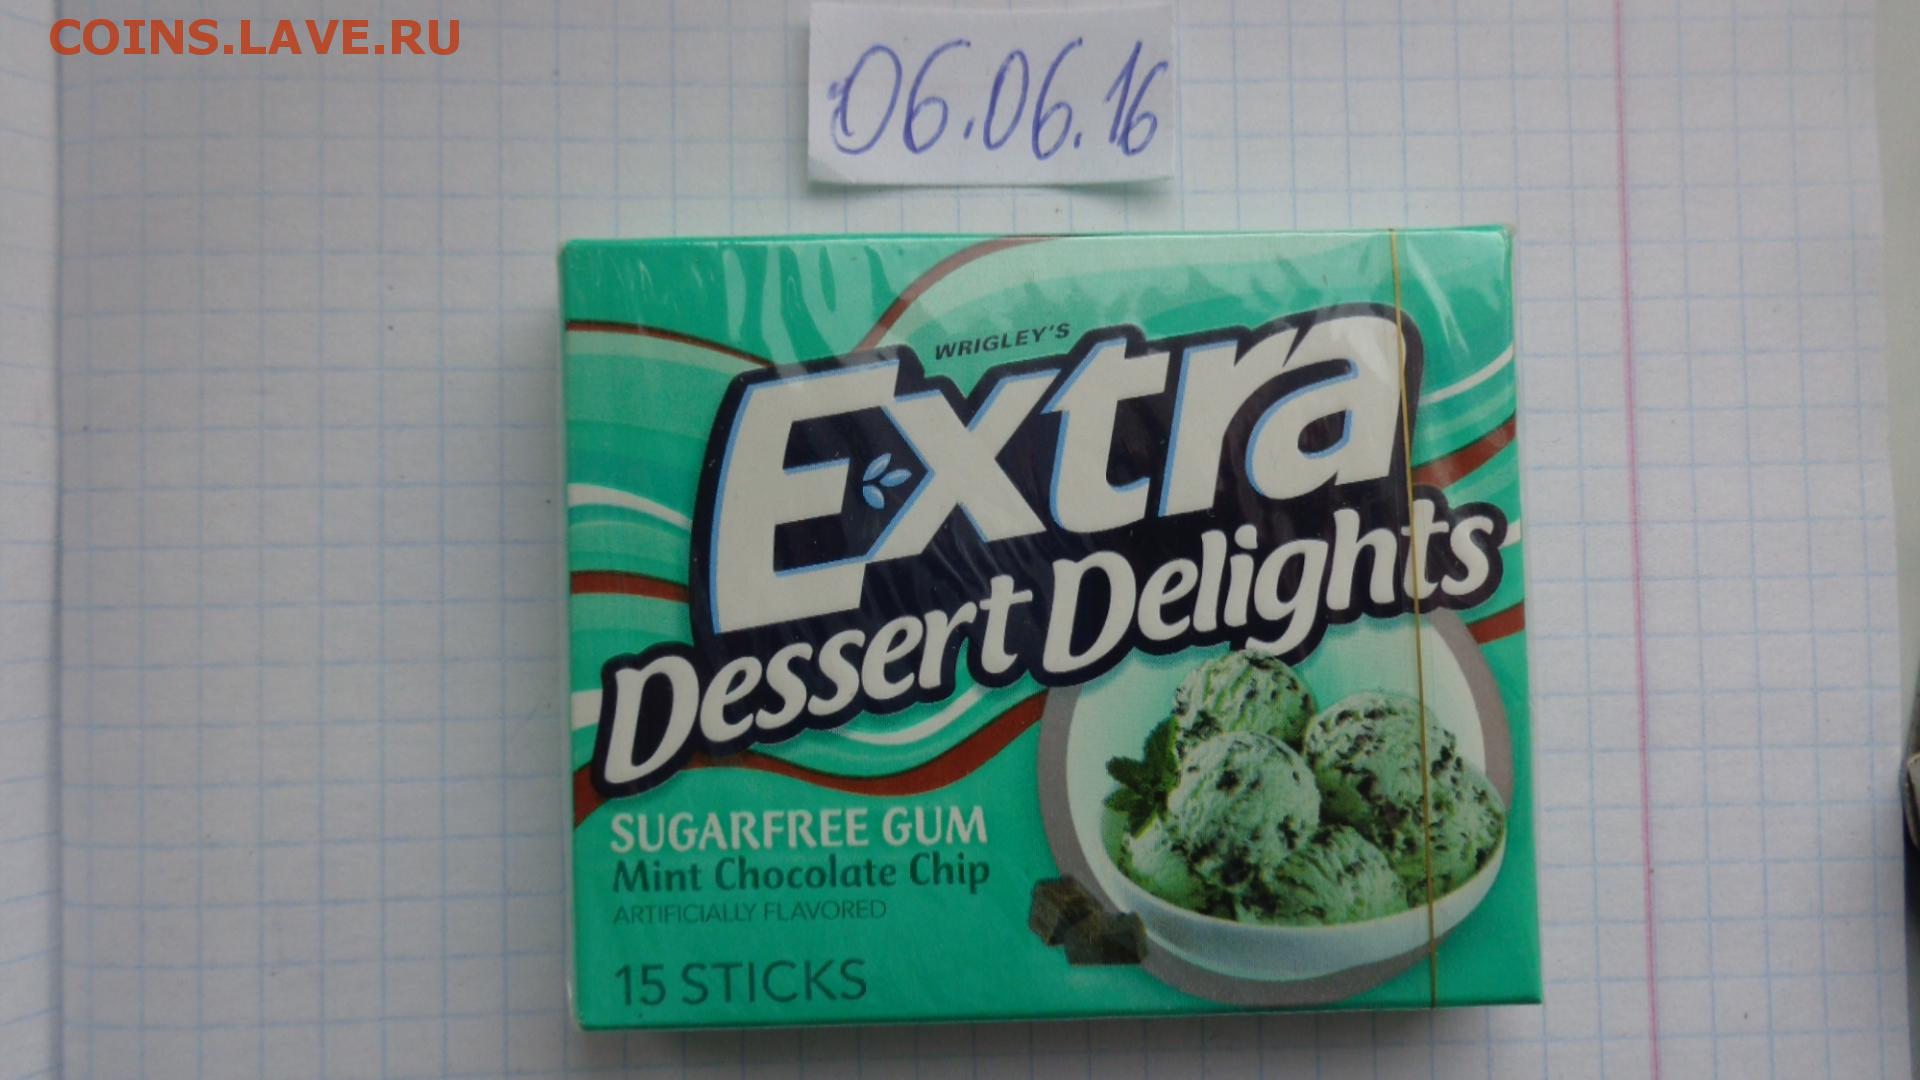 COINS.LAVE.RU
06.06.16
WRIGLEY'S
Extra
Dessert Delights
SUGARFREE GUM
Mint Chocolate Chip
ARTIFICIALLY FLAVORED
15 STICKS